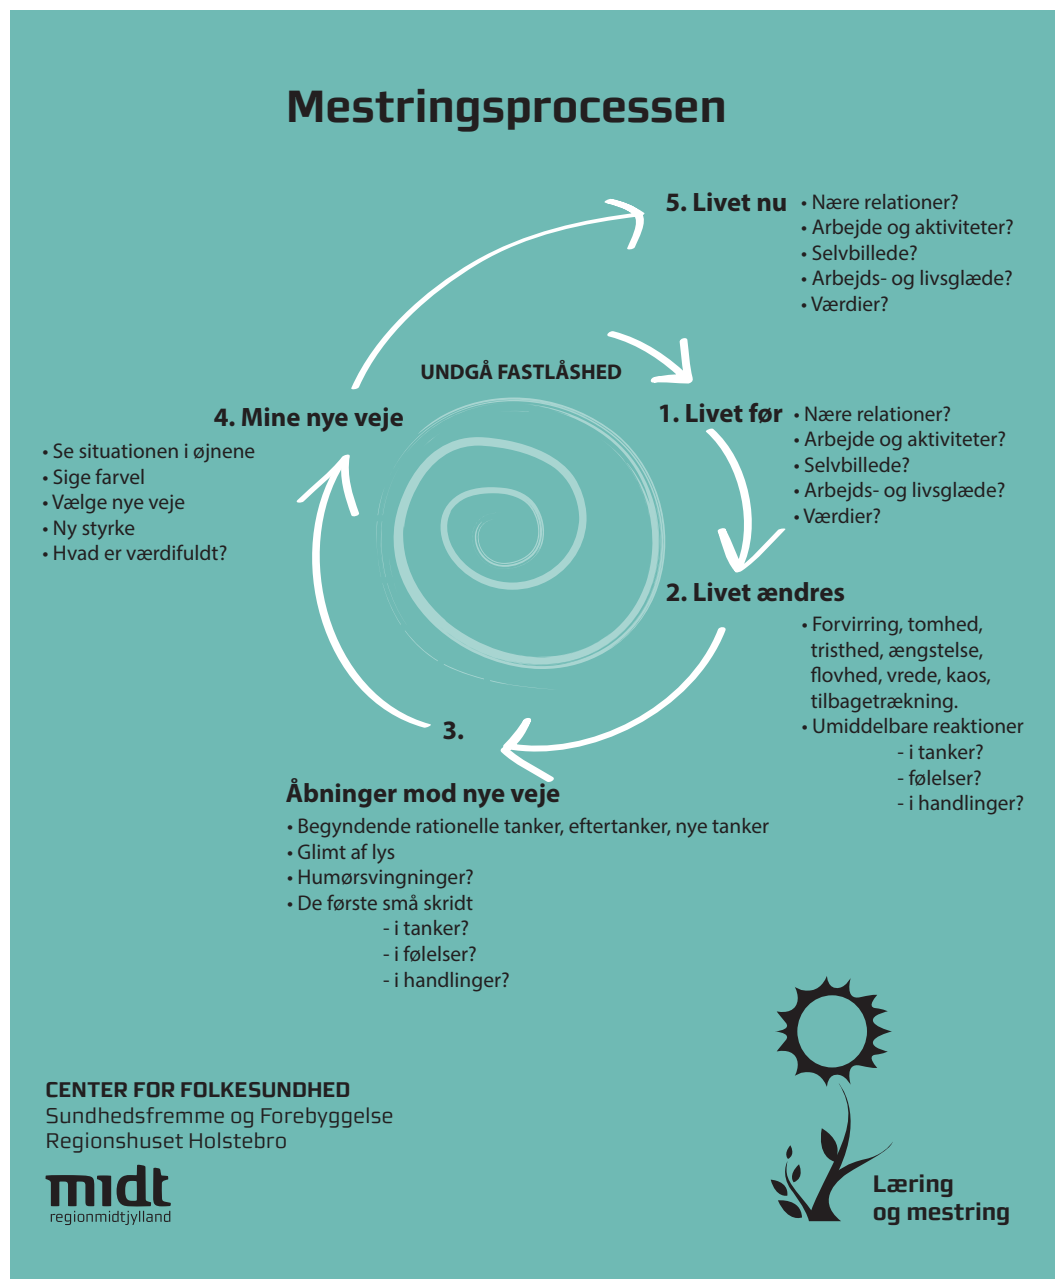 Mestringsprocessen
5. Livet nu
• Nære relationer?
• Arbejde og aktiviteter?
• Selvbillede?
• Arbejds- og livsglæde?
• Værdier?
UNDGÅ FASTLÅSHED
1. Livet før
• Nære relationer?
• Arbejde og aktiviteter?
• Selvbillede?
• Arbejds- og livsglæde?
• Værdier?
2. Livet ændres
• Forvirring, tomhed,
tristhed, ængstelse,
flovhed, vrede, kaos,
tilbagetrækning.
• Umiddelbare reaktioner
- i tanker?
- følelser?
- i handlinger?
3.
Åbninger mod nye veje
• Begyndende rationelle tanker, eftertanker, nye tanker
• Glimt af lys
• Humørsvingninger?
• De første små skridt
- i tanker?
- i følelser?
- i handlinger?
4. Mine nye veje
• Se situationen i øjnene
• Sige farvel
• Vælge nye veje
• Ny styrke
• Hvad er værdifuldt?
CENTER FOR FOLKESUNDHED
Sundhedsfremme og Forebyggelse
Regionshuset Holstebro
midt
regionmidtjylland
Læring
og mestring